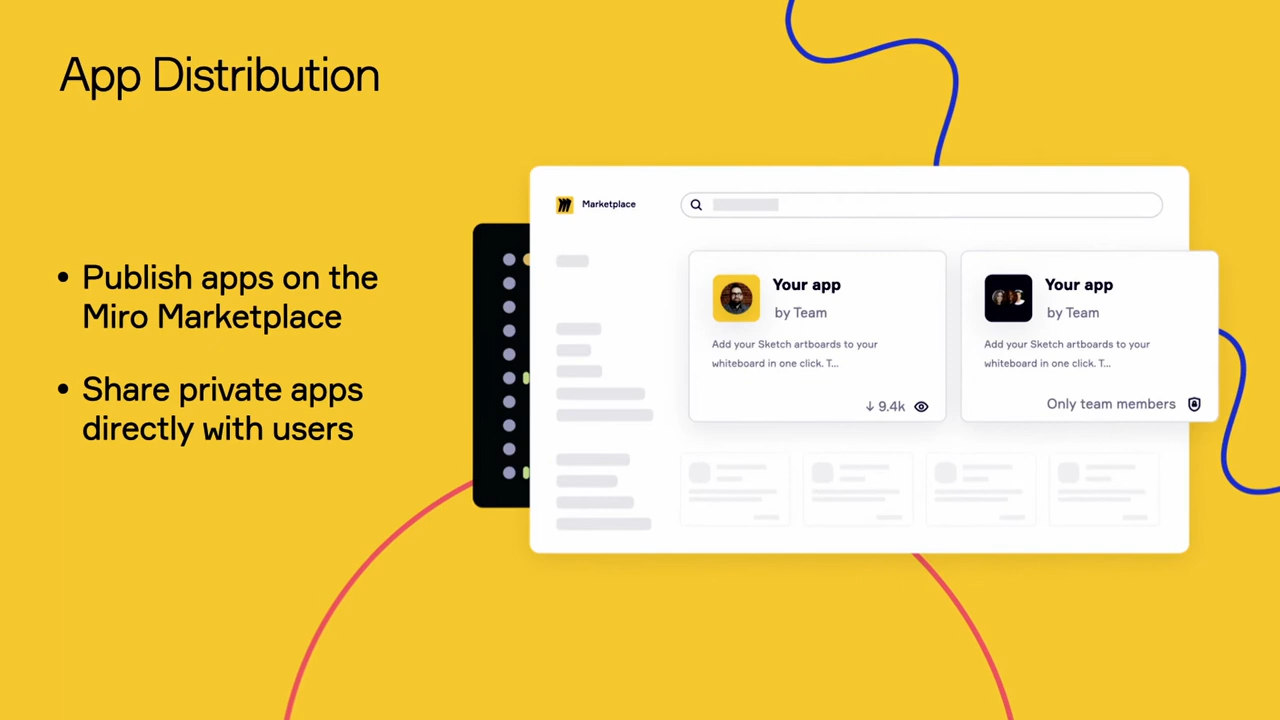 App Distribution
• Publish apps on the
Miro Marketplace
• Share private apps
directly with users
Marketplace
Your app
by Team
Add your Sketch artboards to your
whiteboard in one click. T...
↓ 9.4k
Your app
by Team
Add your Sketch artboards to your
whiteboard in one click. T...
Only team members